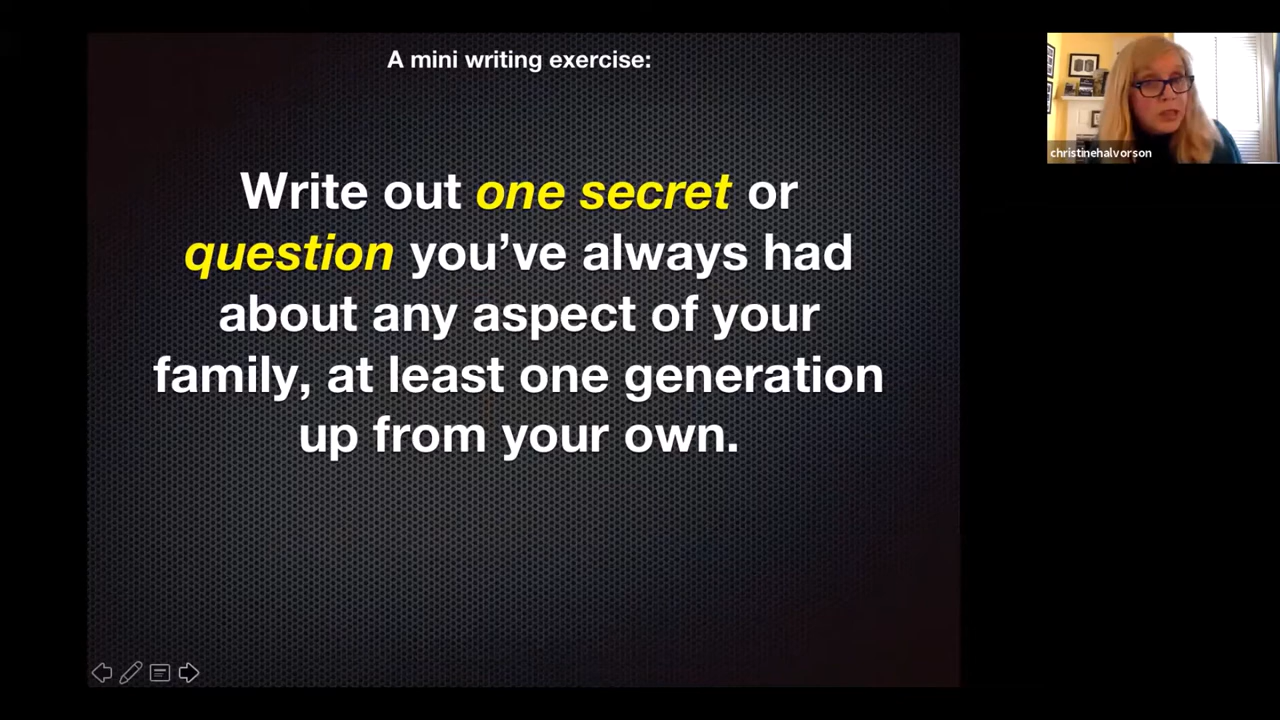 A mini writing exercise:
Write out one secret or
question you’ve always had
about any aspect of your
family, at least one generation
up from your own.
christinehalvorson